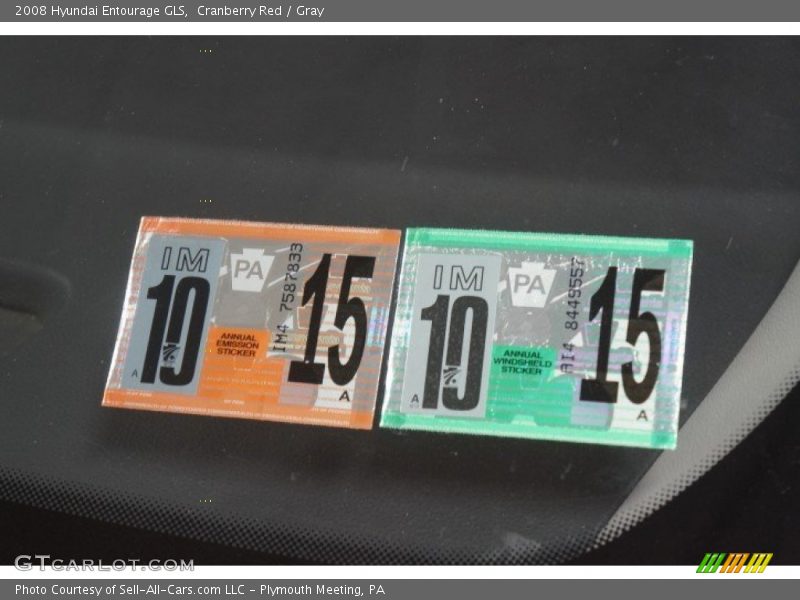 2008 Hyundai Entourage GLS, Cranberry Red / Gray
IM
10
A
PA
ANNUAL
EMISSION
STICKER
IM4 7587833
15
A
IM
10
A
PA
ANNUAL
WINDSHIELD
STICKER
AI4 8449557
15
A
GTCARLOT.COM
Photo Courtesy of Sell-All-Cars.com LLC - Plymouth Meeting, PA